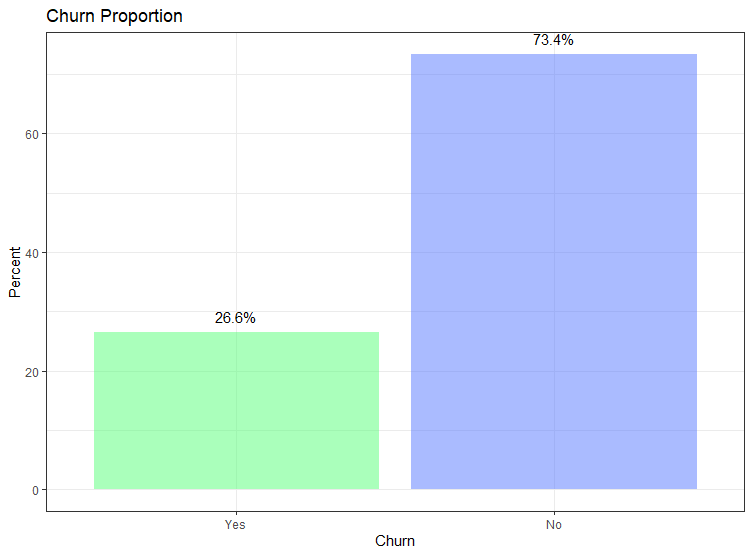 Churn Proportion
73.4%
60
40
Percent
26.6%
20
0
Yes No
Churn